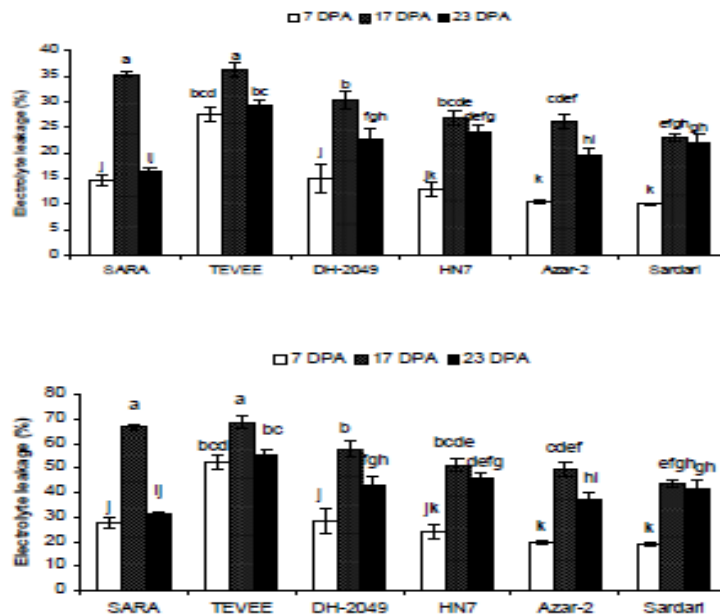 7 DPA 17 DPA 23 DPA
Electrolyte leakage (%)
40
35
30
25
20
15
10
5
0
j a ij
bcd a bc
j b fgh
jk bcde defg
k cdef hi
k efgh gh
SARA TEVEE DH-2049 HN7 Azar-2 Sardari
7 DPA 17 DPA 23 DPA
Electrolyte leakage (%)
80
70
60
50
40
30
20
10
0
j a ij
bcd a bc
j b fgh
jk bcde defg
k cdef hi
k efgh gh
SARA TEVEE DH-2049 HN7 Azar-2 Sardari